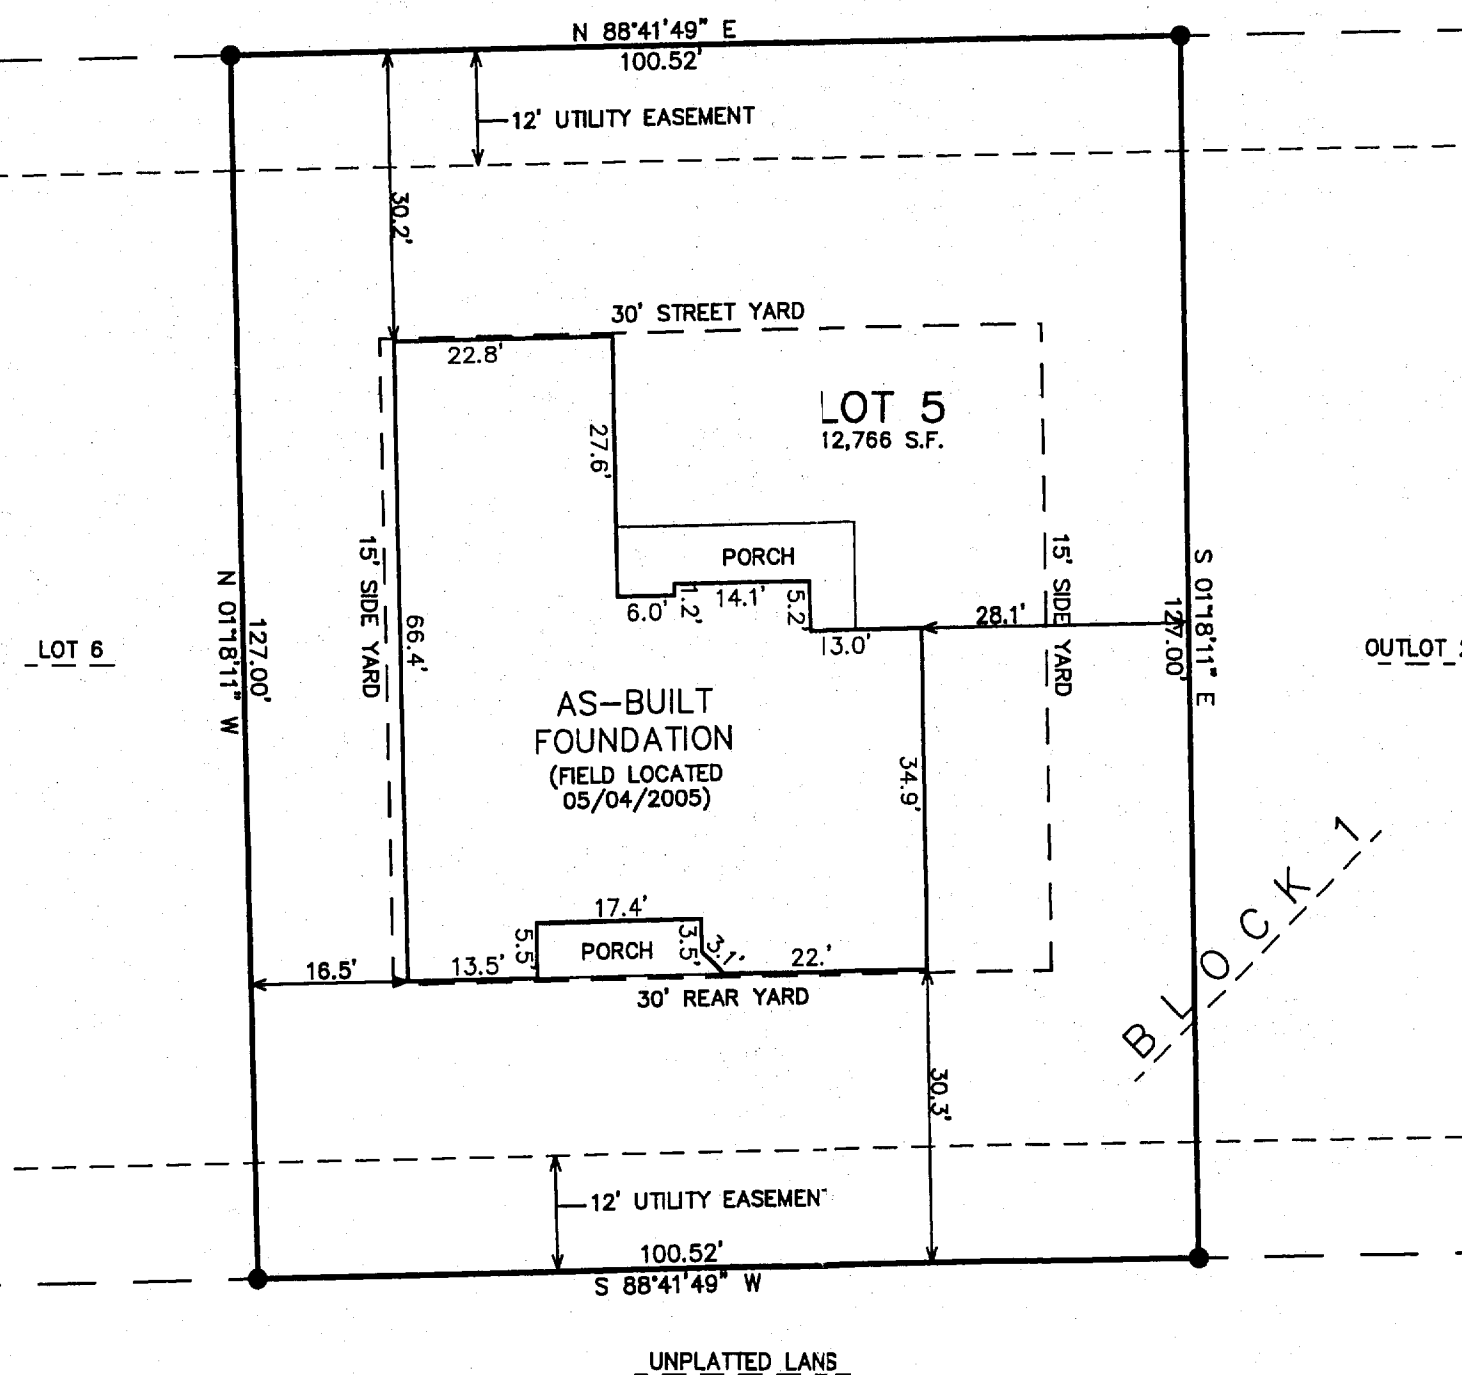 N 88°41'49" E
100.52'
12' UTILITY EASEMENT
30.2'
30' STREET YARD
22.8'
LOT 5
12,766 S.F.
27.6'
PORCH
15' SIDE YARD
15' SIDE YARD
6.0'
1.2'
14.1'
5.2'
13.0'
28.1'
N 01°18'11" W
127.00'
S 01°18'11" E
127.00'
LOT 6
66.4'
OUTLOT
AS-BUILT
FOUNDATION
(FIELD LOCATED
05/04/2005)
34.9'
BLOCK 1
17.4'
5.5'
PORCH
3.5'
3.1'
16.5'
13.5'
22.'
30' REAR YARD
30.3'
12' UTILITY EASEMEN
100.52'
S 88°41'49" W
UNPLATTED LANS